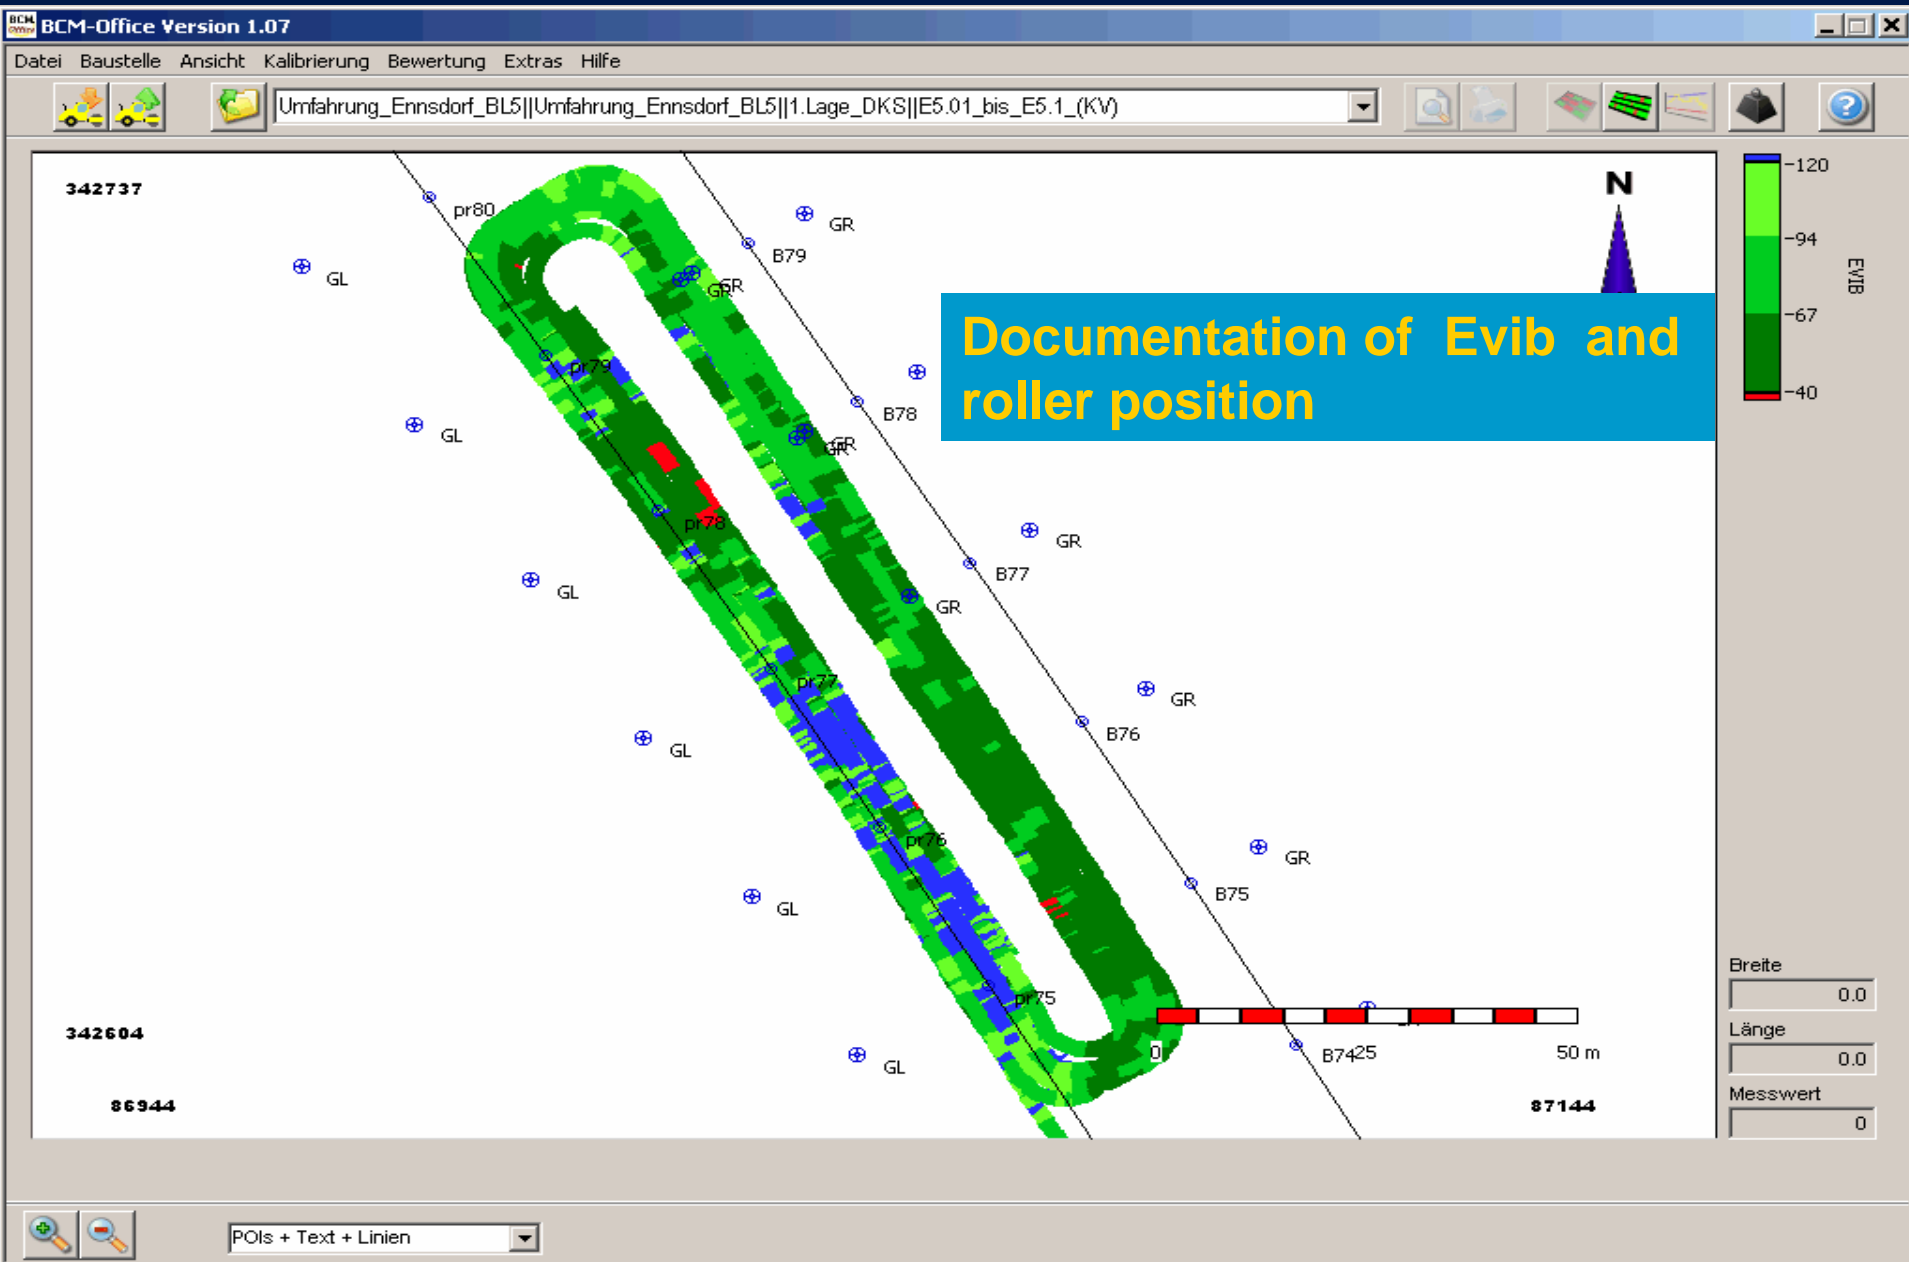 BCM-Office Version 1.07
Datei Baustelle Ansicht Kalibrierung Bewertung Extras Hilfe
Umfahrung_Ennsdorf_BL5||Umfahrung_Ennsdorf_BL5||1.Lage_DKS||E5.01_bis_E5.1_(KV)
342737
N
Documentation of Evib and
roller position
pr80
GR
B79
GL
GR
GR
pr79
B78
GL
GR
GR
pr78
GR
B77
GL
GR
pr77
GR
B76
GL
pr76
GR
B75
GL
pr75
342604
GL
0
B74
25
50 m
86944
87144
120
94
67
40
EVIB
Breite
0.0
Länge
0.0
Messwert
0
POIs + Text + Linien